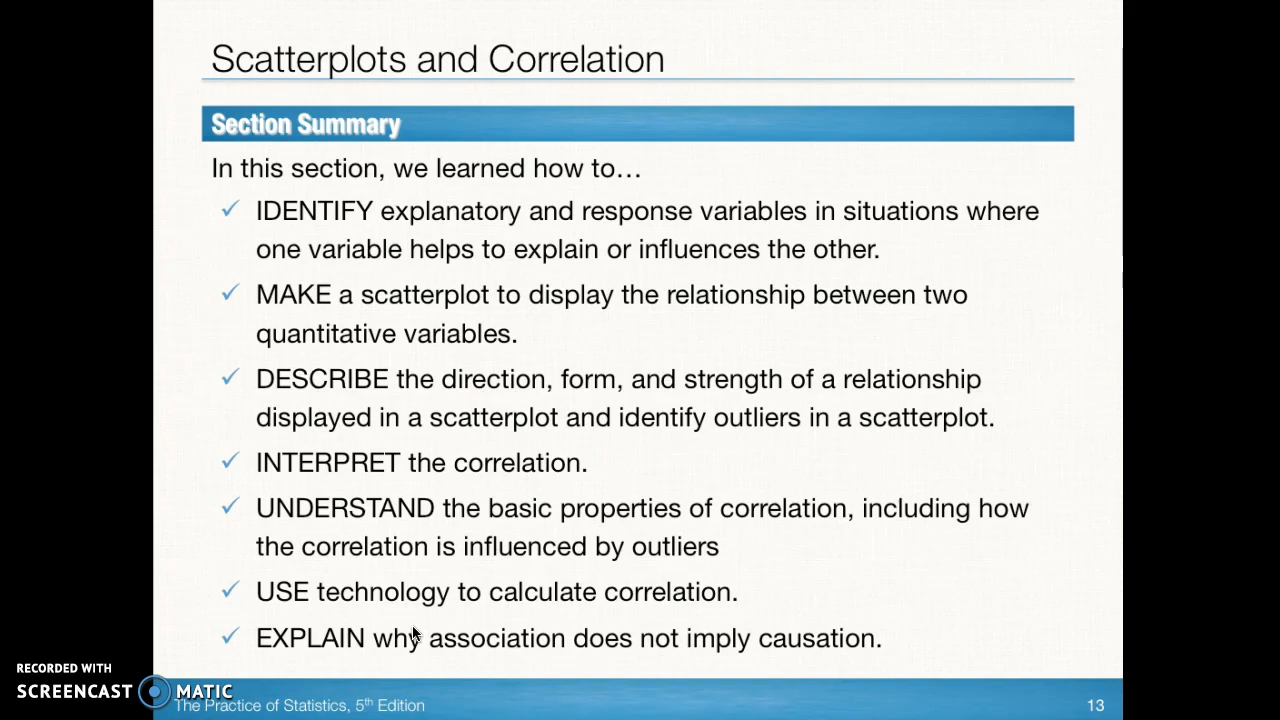 Scatterplots and Correlation
Section Summary
In this section, we learned how to…
✓ IDENTIFY explanatory and response variables in situations where
one variable helps to explain or influences the other.
✓ MAKE a scatterplot to display the relationship between two
quantitative variables.
✓ DESCRIBE the direction, form, and strength of a relationship
displayed in a scatterplot and identify outliers in a scatterplot.
✓ INTERPRET the correlation.
✓ UNDERSTAND the basic properties of correlation, including how
the correlation is influenced by outliers
✓ USE technology to calculate correlation.
✓ EXPLAIN why association does not imply causation.
RECORDED WITH
SCREENCAST MATIC
The Practice of Statistics, 5th Edition
13